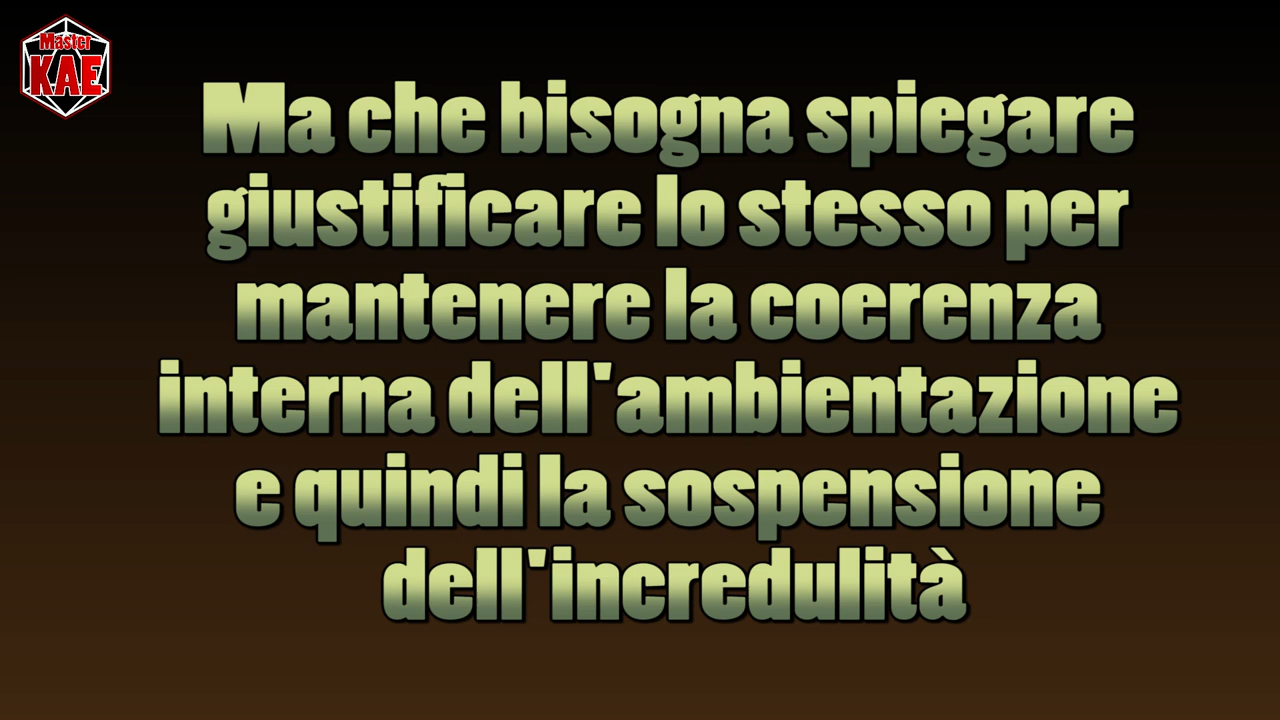 Master
KAE
Ma che bisogna spiegare
giustificare lo stesso per
mantenere la coerenza
interna dell'ambientazione
e quindi la sospensione
dell'incredulità